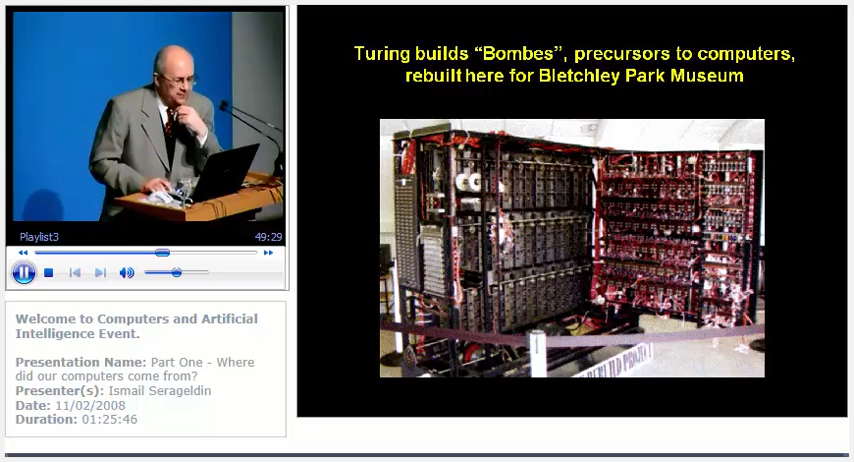 Turing builds “Bombes”, precursors to computers,
rebuilt here for Bletchley Park Museum
Playlist3
49:29
Welcome to Computers and Artificial
Intelligence Event.
Presentation Name: Part One - Where
did our computers come from?
Presenter(s): Ismail Serageldin
Date: 11/02/2008
Duration: 01:25:46
REBUILD PROJECT